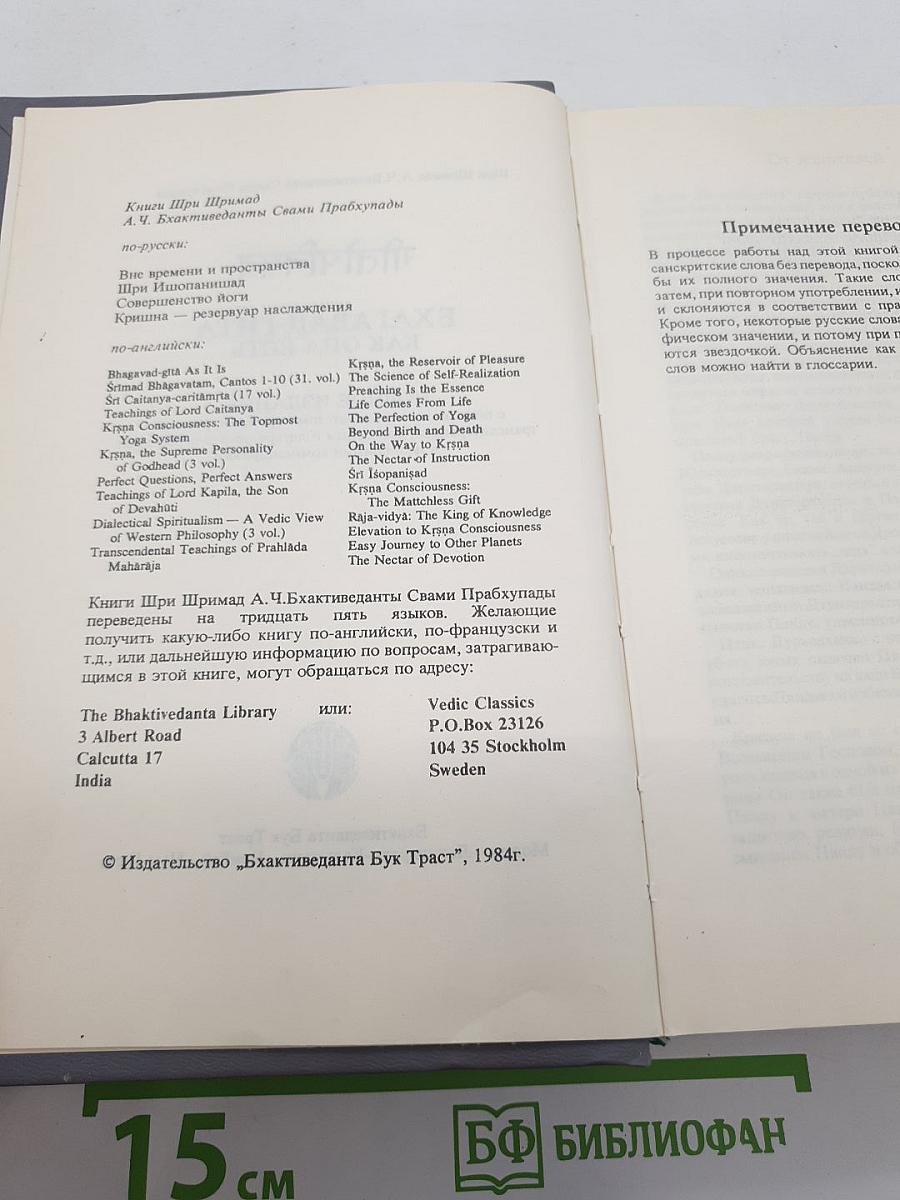 Книги Шри Шримад
А.Ч. Бхактиведанты Свами Прабхупады
по-русски:
Вне времени и пространства
Шри Ишопанишад
Совершенство йоги
Кришна — резервуар наслаждения
по-английски:
Bhagavad-gītā As It Is
Śrīmad Bhāgavatam, Cantos 1-10 (31. vol.)
Śrī Caitanya-caritāmṛta (17 vol.)
Teachings of Lord Caitanya
Kṛṣṇa Consciousness: The Topmost
Yoga System
Kṛṣṇa, the Supreme Personality
of Godhead (3 vol.)
Perfect Questions, Perfect Answers
Teachings of Lord Kapila, the Son
of Devahūti
Dialectical Spiritualism — A Vedic View
of Western Philosophy (3 vol.)
Transcendental Teachings of Prahlāda
Mahārāja
Kṛṣṇa, the Reservoir of Pleasure
The Science of Self-Realization
Preaching Is the Essence
Life Comes From Life
The Perfection of Yoga
Beyond Birth and Death
On the Way to Kṛṣṇa
The Nectar of Instruction
Śrī Īśopaniṣad
Kṛṣṇa Consciousness:
The Mattchless Gift
Rāja-vidyā: The King of Knowledge
Elevation to Kṛṣṇa Consciousness
Easy Journey to Other Planets
The Nectar of Devotion
Книги Шри Шримад А.Ч.Бхактиведанты Свами Прабхупады
переведены на тридцать пять языков. Желающие
получить какую-либо книгу по-английски, по-французски и
т.д., или дальнейшую информацию по вопросам, затрагиваю-
щимся в этой книге, могут обращаться по адресу:
The Bhaktivedanta Library
3 Albert Road
Calcutta 17
India
или:
Vedic Classics
P.O.Box 23126
104 35 Stockholm
Sweden
© Издательство „Бхактиведанта Бук Траст”, 1984г.
Примечание перево
В процессе работы над этой книгой
санскритские слова без перевода, поско
бы их полного значения. Такие сло
затем, при повторном употреблении, и
и склоняются в соответствии с пра
Кроме того, некоторые русские слова
фическом значении, и потому при п
ются звездочкой. Объяснение как
слов можно найти в глоссарии.
15 см
БФ БИБЛИОФАН